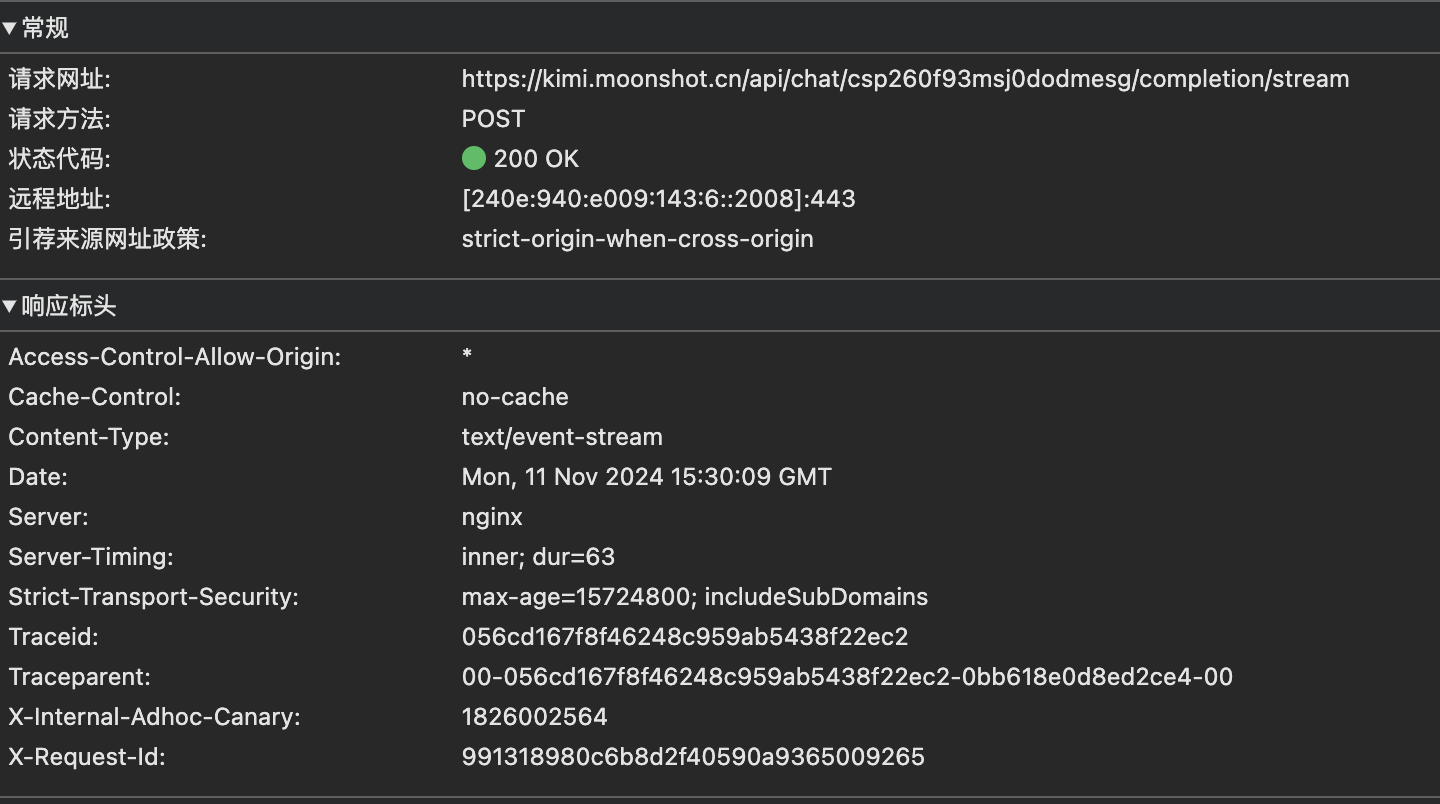 常规
请求网址: https://kimi.moonshot.cn/api/chat/csp260f93msj0dodmesg/completion/stream
请求方法: POST
状态代码: 200 OK
远程地址: [240e:940:e009:143:6::2008]:443
引荐来源网址政策: strict-origin-when-cross-origin
响应标头
Access-Control-Allow-Origin: *
Cache-Control: no-cache
Content-Type: text/event-stream
Date: Mon, 11 Nov 2024 15:30:09 GMT
Server: nginx
Server-Timing: inner; dur=63
Strict-Transport-Security: max-age=15724800; includeSubDomains
Traceid: 056cd167f8f46248c959ab5438f22ec2
Traceparent: 00-056cd167f8f46248c959ab5438f22ec2-0bb618e0d8ed2ce4-00
X-Internal-Adhoc-Canary: 1826002564
X-Request-Id: 991318980c6b8d2f40590a9365009265